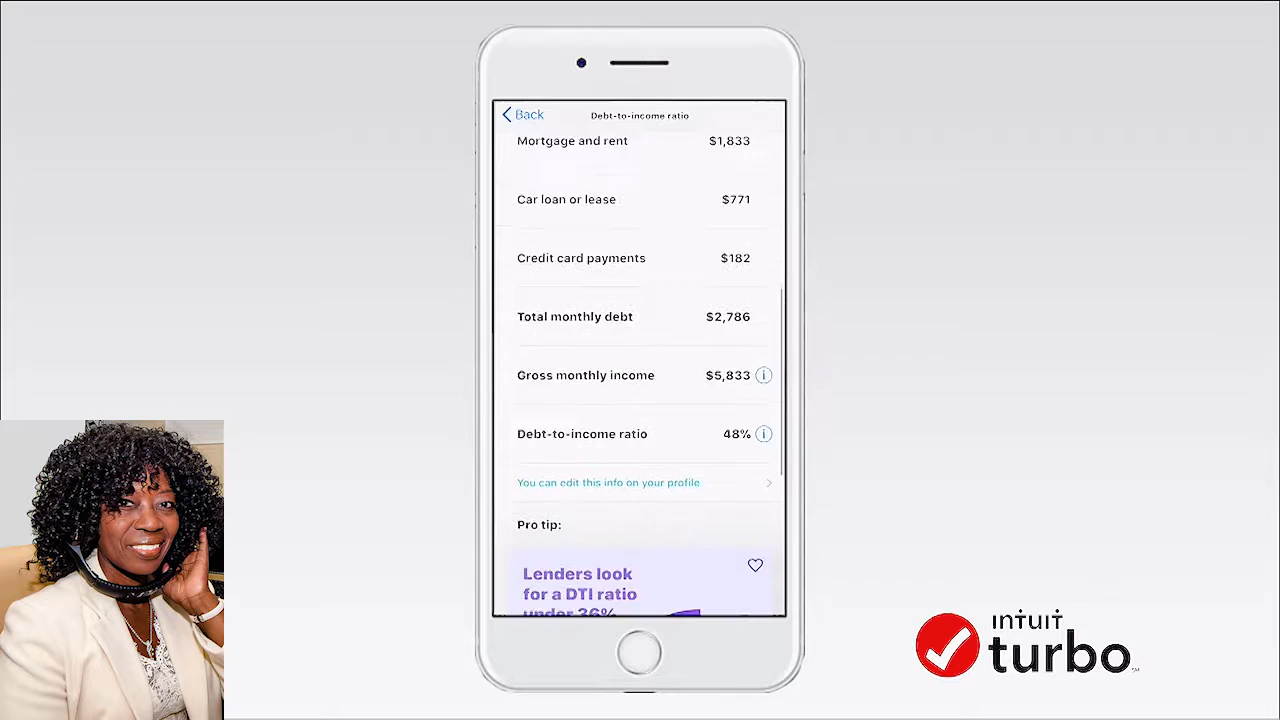 Back
Debt-to-income ratio
Mortgage and rent $1,833
Car loan or lease $771
Credit card payments $182
Total monthly debt $2,786
Gross monthly income $5,833
Debt-to-income ratio 48%
You can edit this info on your profile
Pro tip:
Lenders look
for a DTI ratio
under 36%
intuit
turbo